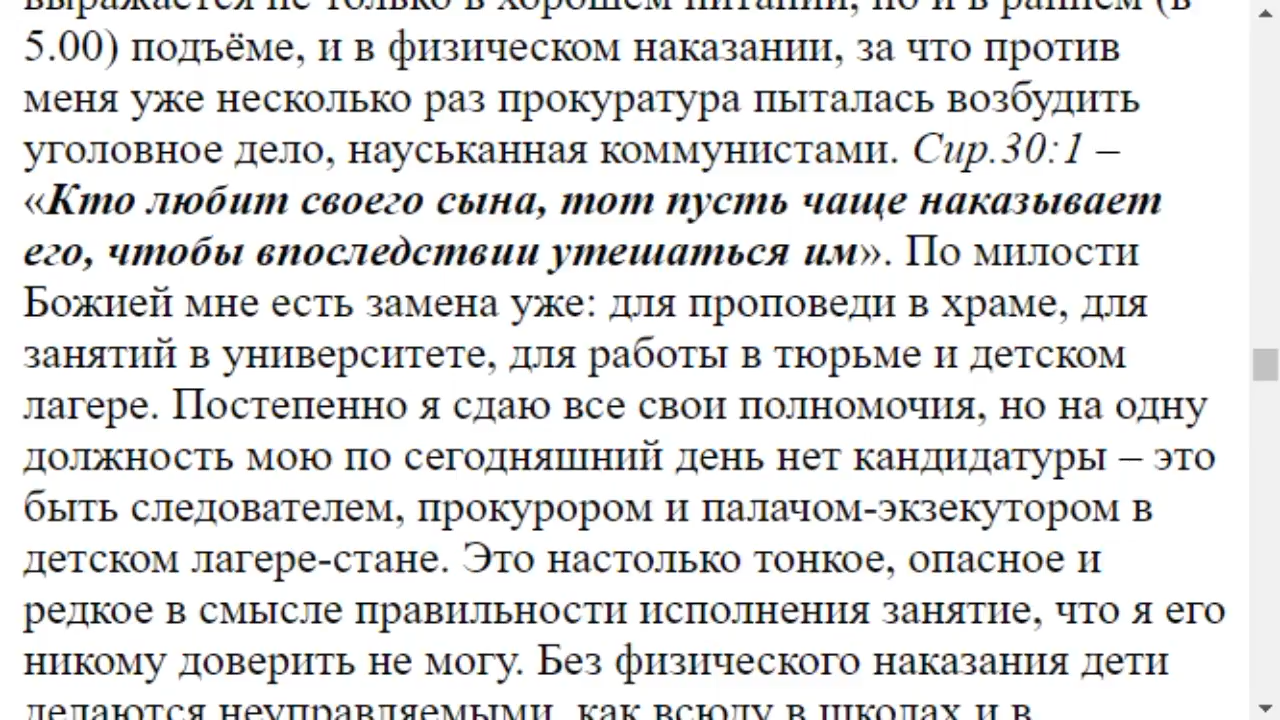 выражается не только в хорошем питании, но и в раннем (в
5.00) подъёме, и в физическом наказании, за что против
меня уже несколько раз прокуратура пыталась возбудить
уголовное дело, науськанная коммунистами. Сир.30:1 –
«Кто любит своего сына, тот пусть чаще наказывает
его, чтобы впоследствии утешаться им». По милости
Божией мне есть замена уже: для проповеди в храме, для
занятий в университете, для работы в тюрьме и детском
лагере. Постепенно я сдаю все свои полномочия, но на одну
должность мою по сегодняшний день нет кандидатуры – это
быть следователем, прокурором и палачом-экзекутором в
детском лагере-стане. Это настолько тонкое, опасное и
редкое в смысле правильности исполнения занятие, что я его
никому доверить не могу. Без физического наказания дети
делаются неуправляемыми, как всюду в школах и в